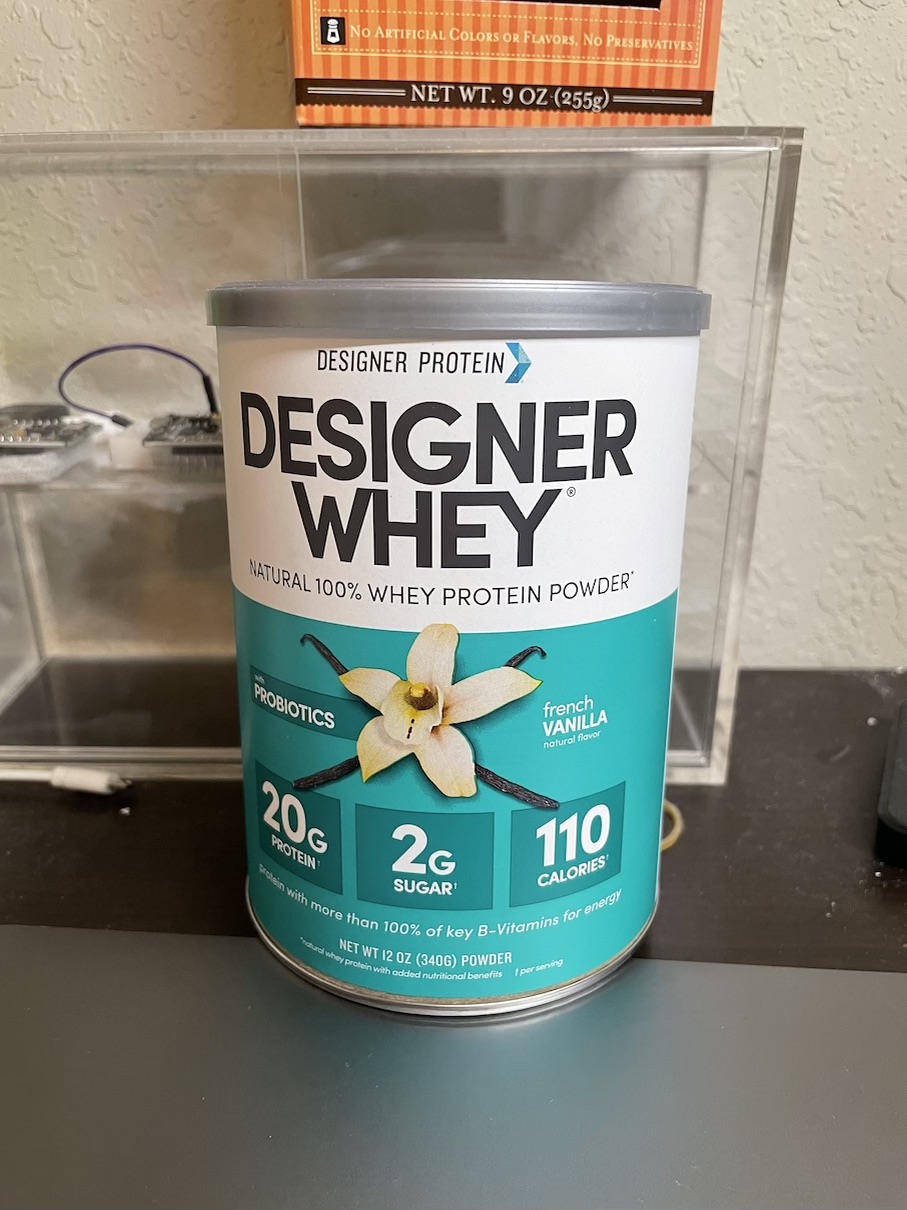 No Artificial Colors or Flavors, No Preservatives
NET WT. 9 OZ (255g)
DESIGNER PROTEIN
DESIGNER
WHEY®
NATURAL 100% WHEY PROTEIN POWDER*
with
PROBIOTICS
french
VANILLA
natural flavor
20G
PROTEIN†
2G
SUGAR†
110
CALORIES†
protein with more than 100% of key B-Vitamins for energy
NET WT 12 OZ (340G) POWDER
*natural whey protein with added nutritional benefits † per serving